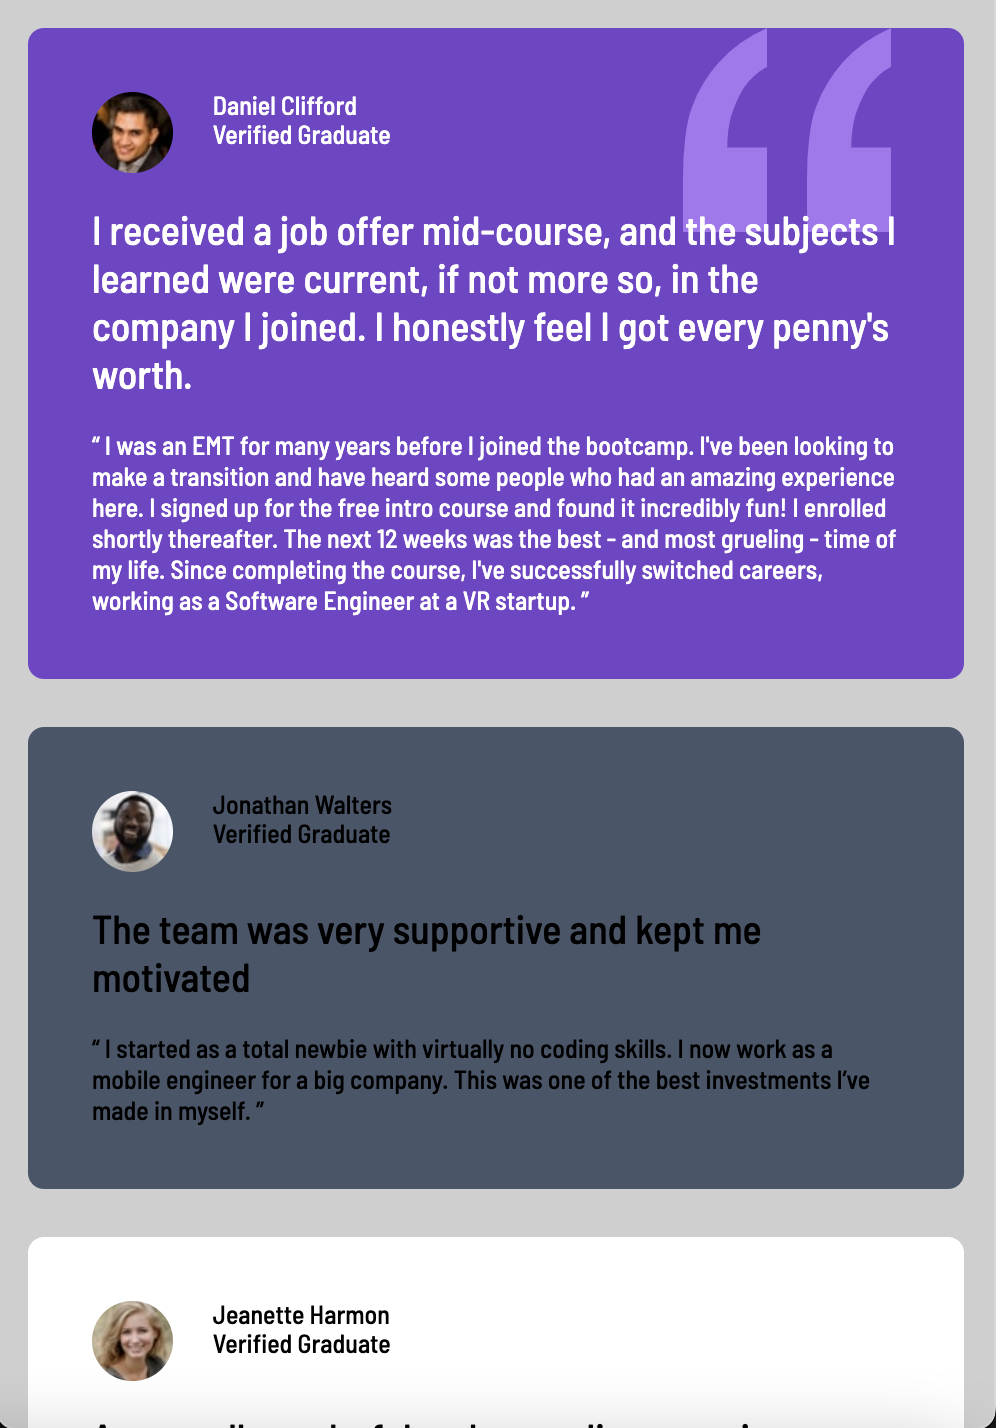 Daniel Clifford
Verified Graduate
I received a job offer mid-course, and the subjects I
learned were current, if not more so, in the
company I joined. I honestly feel I got every penny's
worth.
“ I was an EMT for many years before I joined the bootcamp. I've been looking to
make a transition and have heard some people who had an amazing experience
here. I signed up for the free intro course and found it incredibly fun! I enrolled
shortly thereafter. The next 12 weeks was the best - and most grueling - time of
my life. Since completing the course, I've successfully switched careers,
working as a Software Engineer at a VR startup. ”
Jonathan Walters
Verified Graduate
The team was very supportive and kept me
motivated
“ I started as a total newbie with virtually no coding skills. I now work as a
mobile engineer for a big company. This was one of the best investments I’ve
made in myself. ”
Jeanette Harmon
Verified Graduate